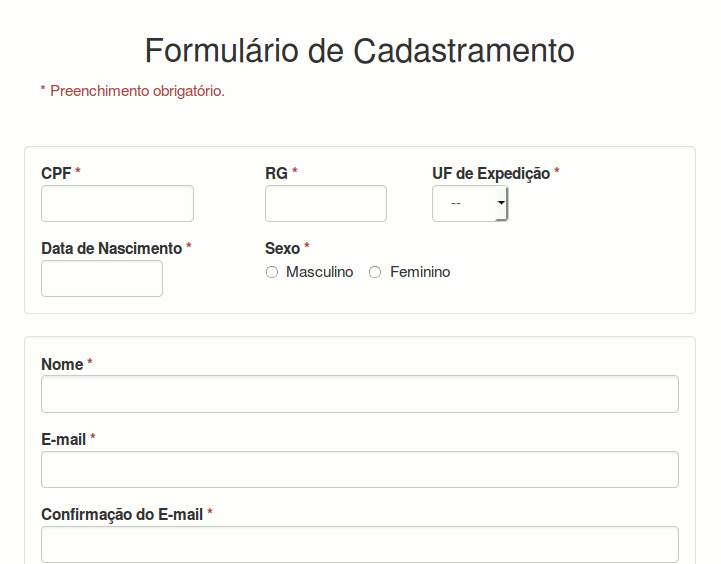 Formulário de Cadastramento
* Preenchimento obrigatório.
CPF * RG * UF de Expedição *
--
Data de Nascimento * Sexo *
Masculino Feminino
Nome *
E-mail *
Confirmação do E-mail *